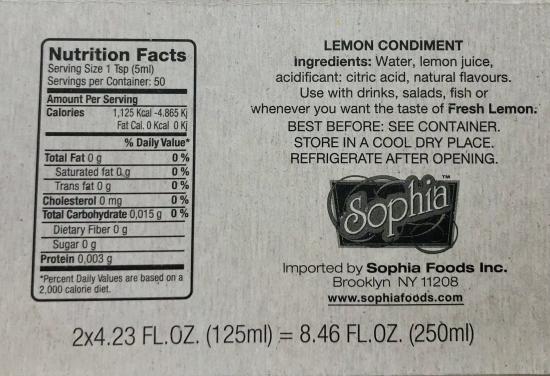 Nutrition Facts
Serving Size 1 Tsp (5ml)
Servings per Container: 50
Amount Per Serving
Calories 1,125 Kcal -4.865 Kj
Fat Cal. 0 Kcal 0 Kj
% Daily Value*
Total Fat 0 g 0 %
Saturated fat 0 g 0 %
Trans fat 0 g 0 %
Cholesterol 0 mg 0 %
Total Carbohydrate 0,015 g 0 %
Dietary Fiber 0 g
Sugar 0 g
Protein 0,003 g
*Percent Daily Values are based on a
2,000 calorie diet.
LEMON CONDIMENT
Ingredients: Water, lemon juice,
acidificant: citric acid, natural flavours.
Use with drinks, salads, fish or
whenever you want the taste of Fresh Lemon.
BEST BEFORE: SEE CONTAINER.
STORE IN A COOL DRY PLACE.
REFRIGERATE AFTER OPENING.
Sophia™
Imported by Sophia Foods Inc.
Brooklyn NY 11208
www.sophiafoods.com
2x4.23 FL.OZ. (125ml) = 8.46 FL.OZ. (250ml)